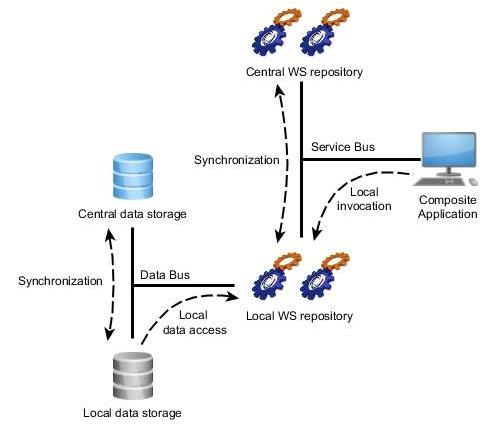 Central WS repository
Service Bus
Synchronization
Local
invocation
Composite
Application
Central data storage
Synchronization
Data Bus
Local
data access
Local WS repository
Local data storage